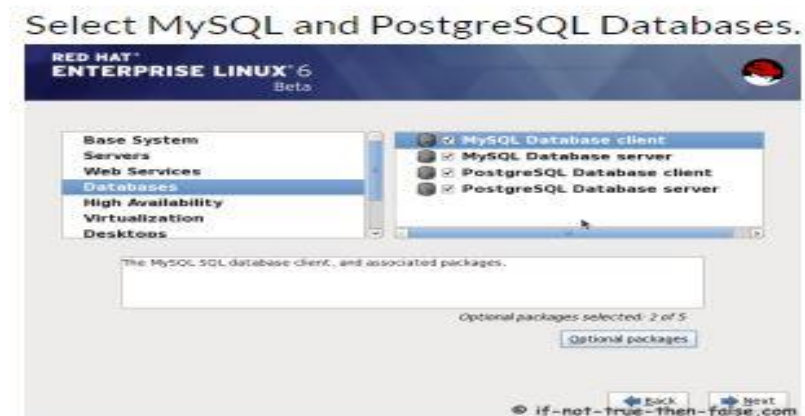 Select MySQL and PostgreSQL Databases.
RED HAT
ENTERPRISE LINUX 6
Beta
Base System
Servers
Web Services
Databases
High Availability
Virtualization
Desktops
MySQL Database client
MySQL Database server
PostgreSQL Database client
PostgreSQL Database server
The MySQL SQL database client, and associated packages.
Optional packages selected: 2 of 5
Optional packages
Back
Next
© if-not-true-then-false.com